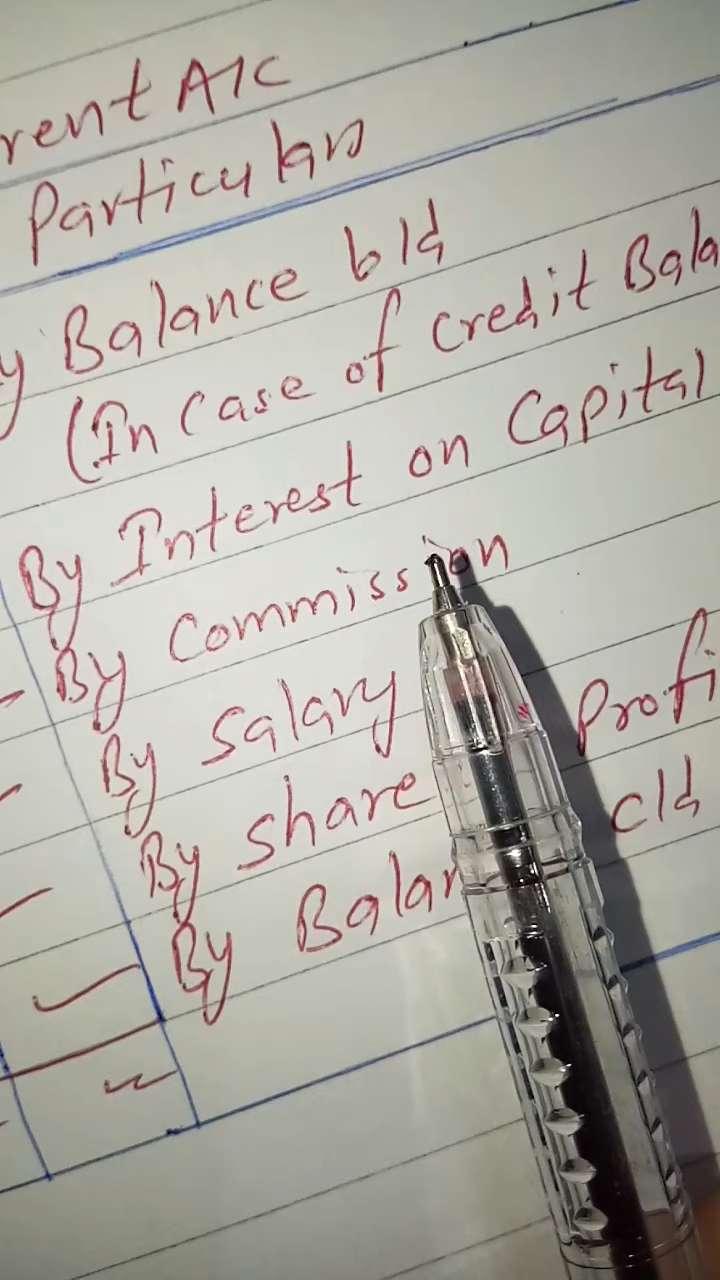 rent A/C
Particulars
y Balance b/d
(In Case of Credit Bala
By Interest on Capital
By Commission
By Salary
By Share Profi
By Balan c/d